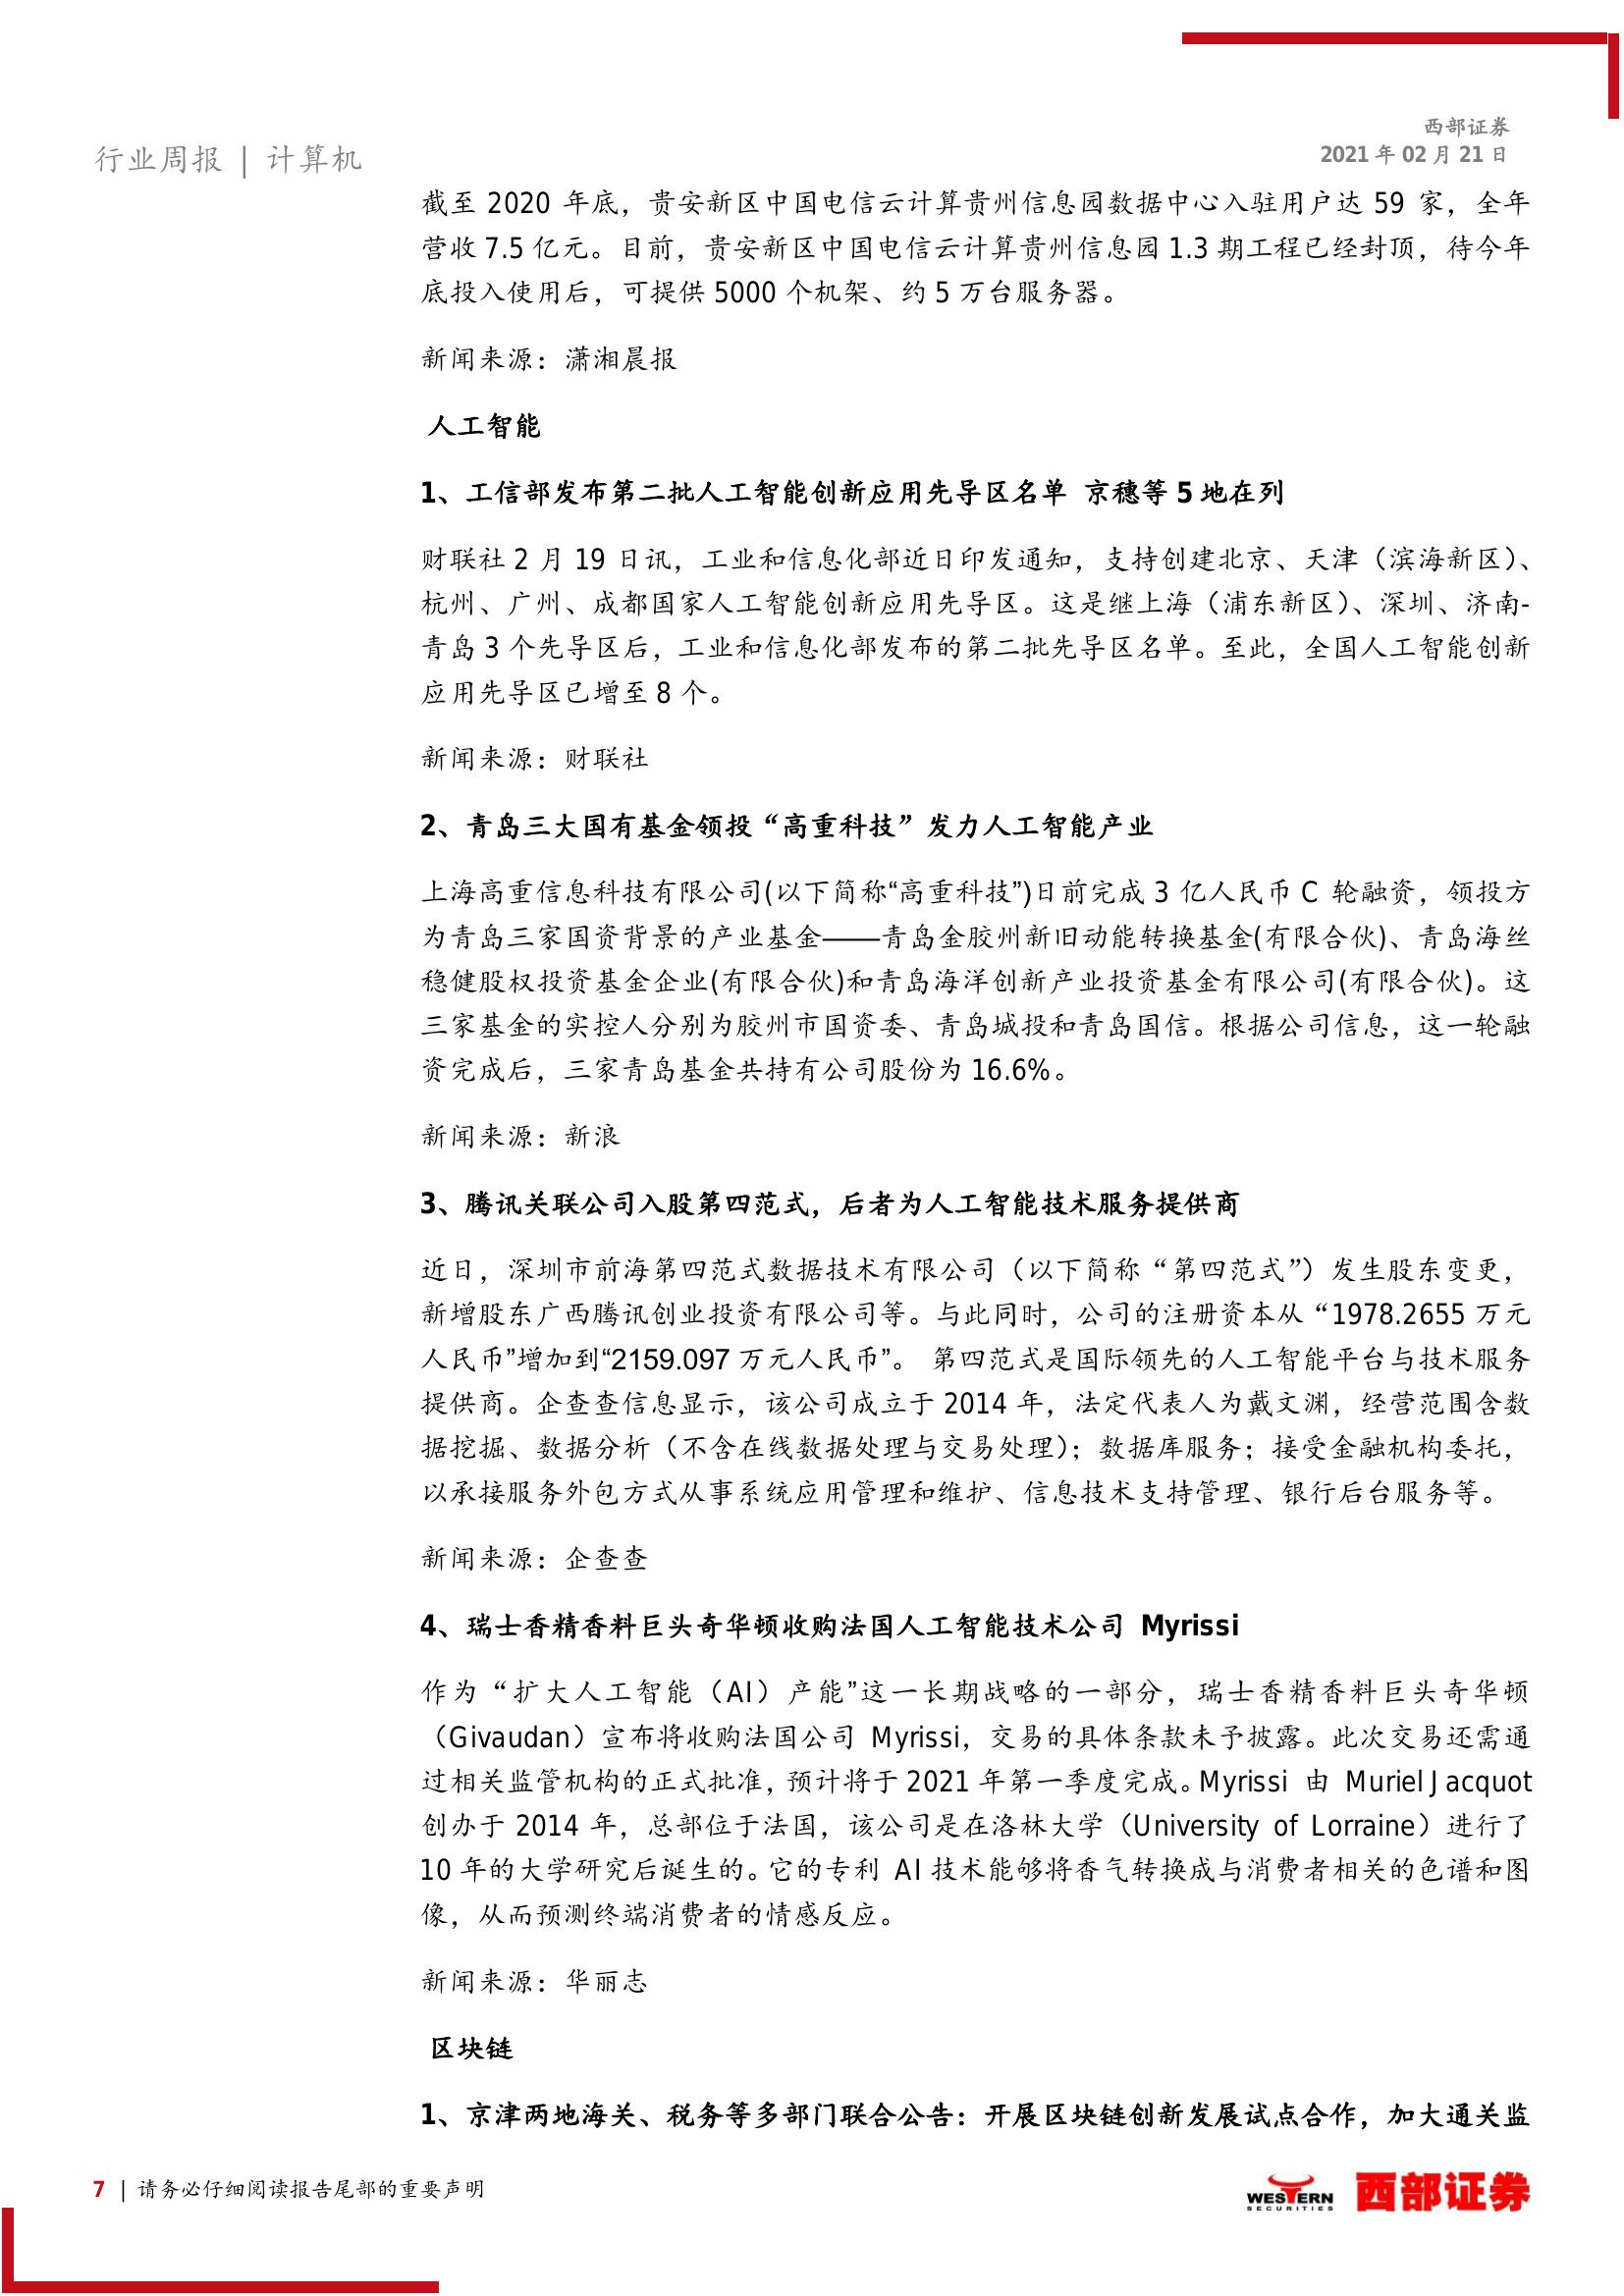 西部证券
行业周报 | 计算机
2021 年 02 月 21 日
截至 2020 年底，贵安新区中国电信云计算贵州信息园数据中心入驻用户达 59 家，全年
营收 7.5 亿元。目前，贵安新区中国电信云计算贵州信息园 1.3 期工程已经封顶，待今年
底投入使用后，可提供 5000 个机架、约 5 万台服务器。
新闻来源：潇湘晨报
人工智能
1、工信部发布第二批人工智能创新应用先导区名单 京穗等 5 地在列
财联社 2 月 19 日讯，工业和信息化部近日印发通知，支持创建北京、天津（滨海新区）、
杭州、广州、成都国家人工智能创新应用先导区。这是继上海（浦东新区）、深圳、济南-
青岛 3 个先导区后，工业和信息化部发布的第二批先导区名单。至此，全国人工智能创新
应用先导区已增至 8 个。
新闻来源：财联社
2、青岛三大国有基金领投“高重科技”发力人工智能产业
上海高重信息科技有限公司(以下简称“高重科技”)日前完成 3 亿人民币 C 轮融资，领投方
为青岛三家国资背景的产业基金——青岛金胶州新旧动能转换基金(有限合伙)、青岛海丝
稳健股权投资基金企业(有限合伙)和青岛海洋创新产业投资基金有限公司(有限合伙)。这
三家基金的实控人分别为胶州市国资委、青岛城投和青岛国信。根据公司信息，这一轮融
资完成后，三家青岛基金共持有公司股份为 16.6%。
新闻来源：新浪
3、腾讯关联公司入股第四范式，后者为人工智能技术服务提供商
近日，深圳市前海第四范式数据技术有限公司（以下简称“第四范式”）发生股东变更，
新增股东广西腾讯创业投资有限公司等。与此同时，公司的注册资本从“1978.2655 万元
人民币”增加到“2159.097 万元人民币”。 第四范式是国际领先的人工智能平台与技术服务
提供商。企查查信息显示，该公司成立于 2014 年，法定代表人为戴文渊，经营范围含数
据挖掘、数据分析（不含在线数据处理与交易处理）；数据库服务；接受金融机构委托，
以承接服务外包方式从事系统应用管理和维护、信息技术支持管理、银行后台服务等。
新闻来源：企查查
4、瑞士香精香料巨头奇华顿收购法国人工智能技术公司 Myrissi
作为“扩大人工智能（AI）产能”这一长期战略的一部分，瑞士香精香料巨头奇华顿
（Givaudan）宣布将收购法国公司 Myrissi，交易的具体条款未予披露。此次交易还需通
过相关监管机构的正式批准，预计将于 2021 年第一季度完成。Myrissi 由 Muriel Jacquot
创办于 2014 年，总部位于法国，该公司是在洛林大学（University of Lorraine）进行了
10 年的大学研究后诞生的。它的专利 AI 技术能够将香气转换成与消费者相关的色谱和图
像，从而预测终端消费者的情感反应。
新闻来源：华丽志
区块链
1、京津两地海关、税务等多部门联合公告：开展区块链创新发展试点合作，加大通关监
7 | 请务必仔细阅读报告尾部的重要声明
WESTERN
SECURITIES
西部证券